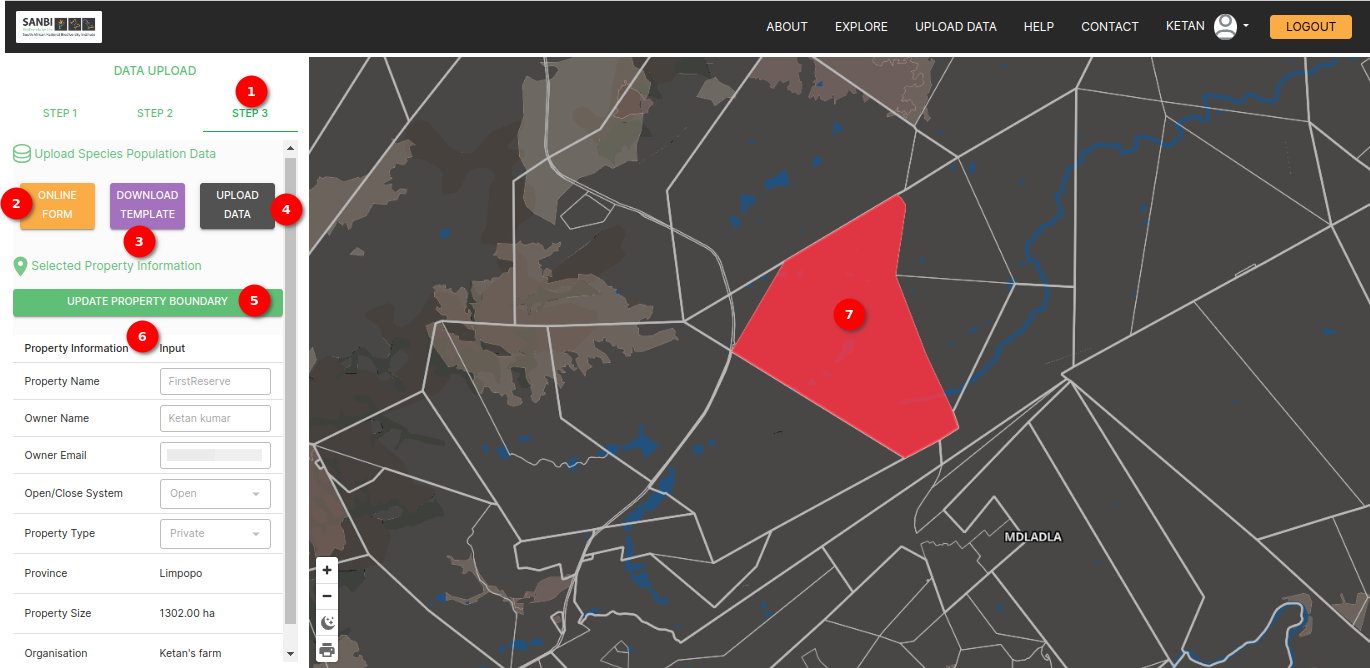 SANBI
South African National Biodiversity Institute
ABOUT
EXPLORE
UPLOAD DATA
HELP
CONTACT
KETAN
LOGOUT
DATA UPLOAD
1
STEP 1
STEP 2
STEP 3
Upload Species Population Data
2
ONLINE
FORM
DOWNLOAD
TEMPLATE
UPLOAD
DATA
4
3
Selected Property Information
UPDATE PROPERTY BOUNDARY
5
6
Property Information
Input
Property Name
FirstReserve
Owner Name
Ketan kumar
Owner Email
Open/Close System
Open
Property Type
Private
Province
Limpopo
Property Size
1302.00 ha
Organisation
Ketan's farm
7
MDLADLA
+
−